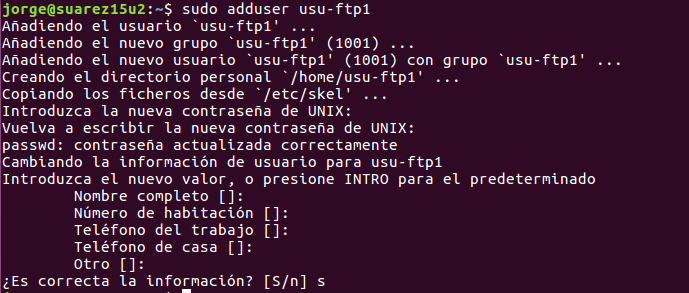 jorge@suarez15u2:~$ sudo adduser usu-ftp1
Añadiendo el usuario `usu-ftp1' ...
Añadiendo el nuevo grupo `usu-ftp1' (1001) ...
Añadiendo el nuevo usuario `usu-ftp1' (1001) con grupo `usu-ftp1' ...
Creando el directorio personal `/home/usu-ftp1' ...
Copiando los ficheros desde `/etc/skel' ...
Introduzca la nueva contraseña de UNIX:
Vuelva a escribir la nueva contraseña de UNIX:
passwd: contraseña actualizada correctamente
Cambiando la información de usuario para usu-ftp1
Introduzca el nuevo valor, o presione INTRO para el predeterminado
        Nombre completo []:
        Número de habitación []:
        Teléfono del trabajo []:
        Teléfono de casa []:
        Otro []:
¿Es correcta la información? [S/n] s